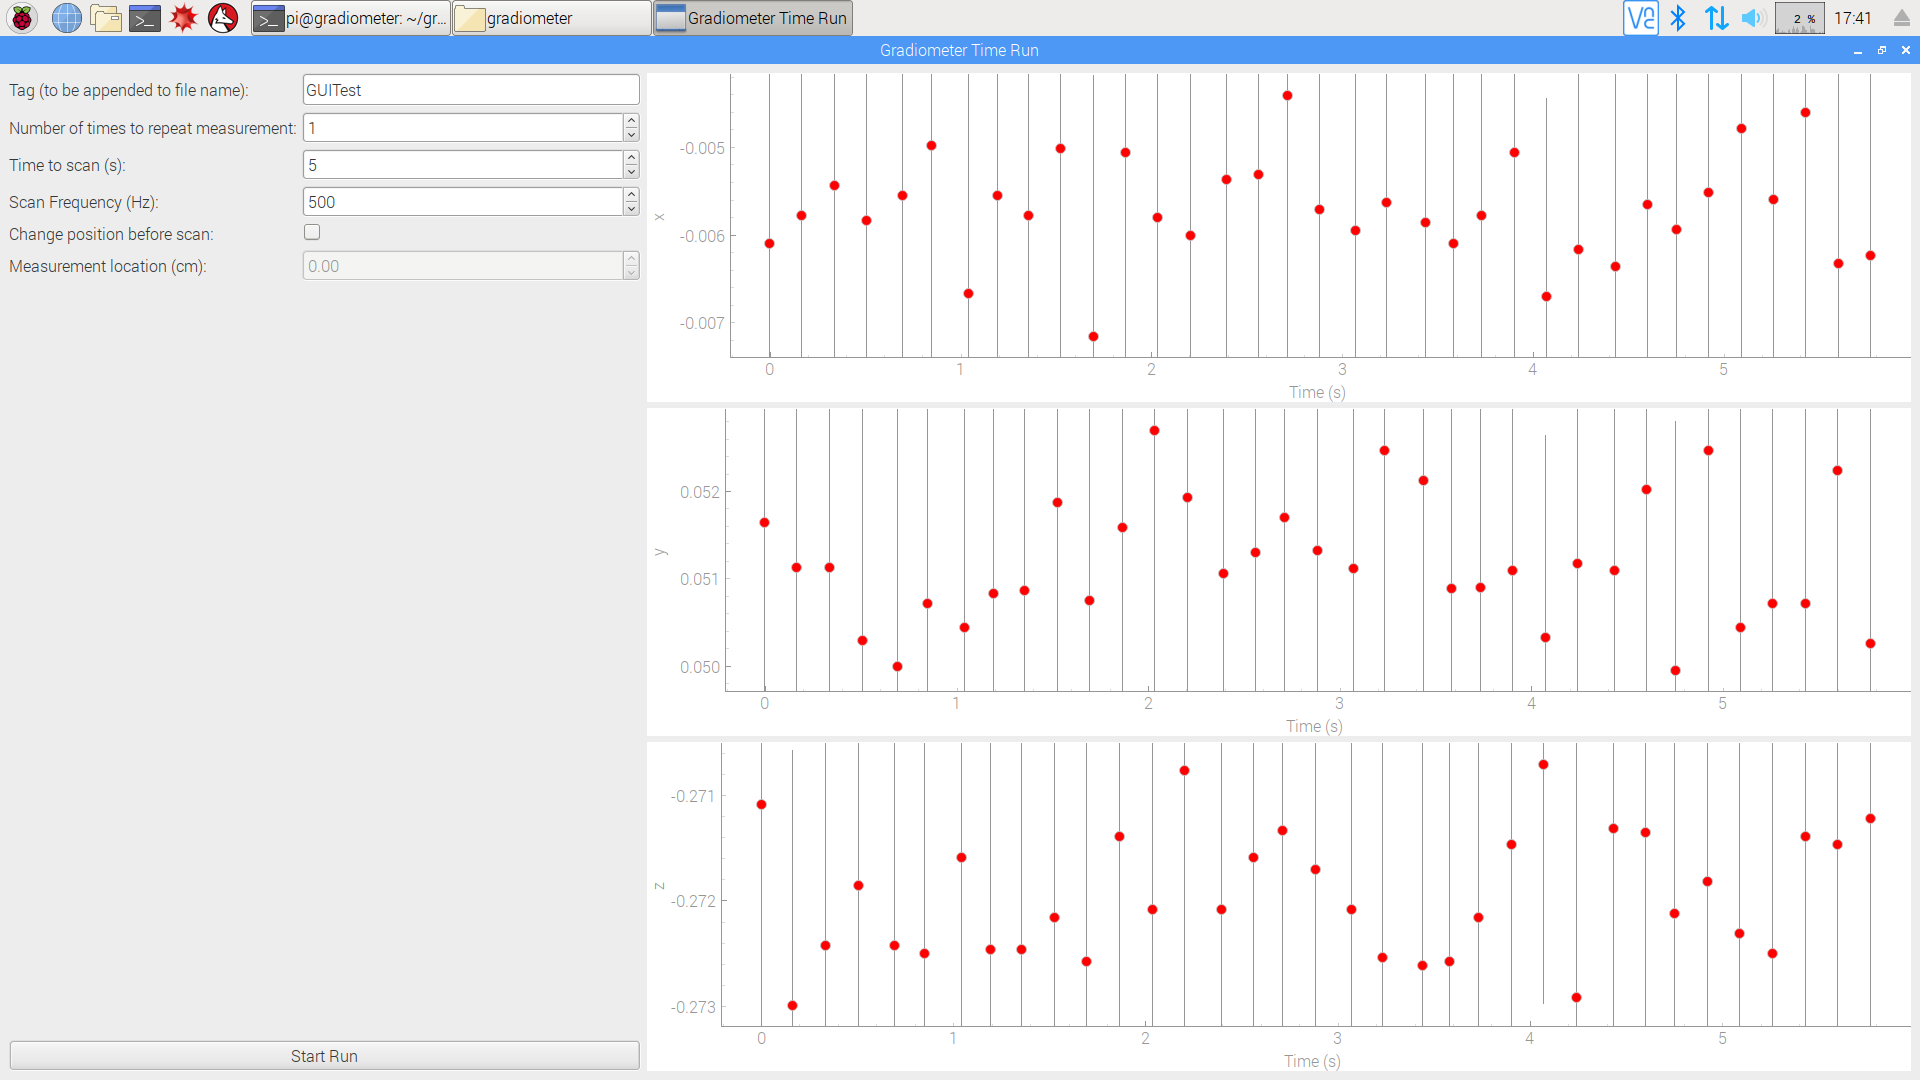 pi@gradiometer: ~/gr... gradiometer Gradiometer Time Run 2 % 17:41
Gradiometer Time Run
Tag (to be appended to file name): GUITest
Number of times to repeat measurement: 1
Time to scan (s): 5
Scan Frequency (Hz): 500
Change position before scan:
Measurement location (cm): 0.00
Start Run
x
-0.005
-0.006
-0.007
0 1 2 3 4 5
Time (s)
y
0.052
0.051
0.050
0 1 2 3 4 5
Time (s)
z
-0.271
-0.272
-0.273
0 1 2 3 4 5
Time (s)